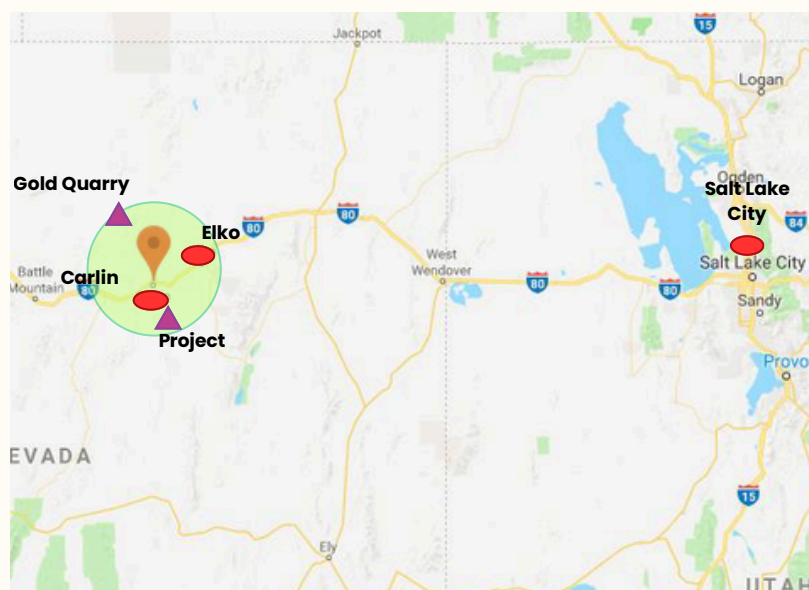 Jackpot
15
Logan
Gold Quarry
Ogden
Salt Lake
City
84
80
Elko
80
Battle
Mountain
Carlin
80
West
Wendover
80
80
Salt Lake City
Sandy
Project
Provo
EVADA
15
Ely
UTAH